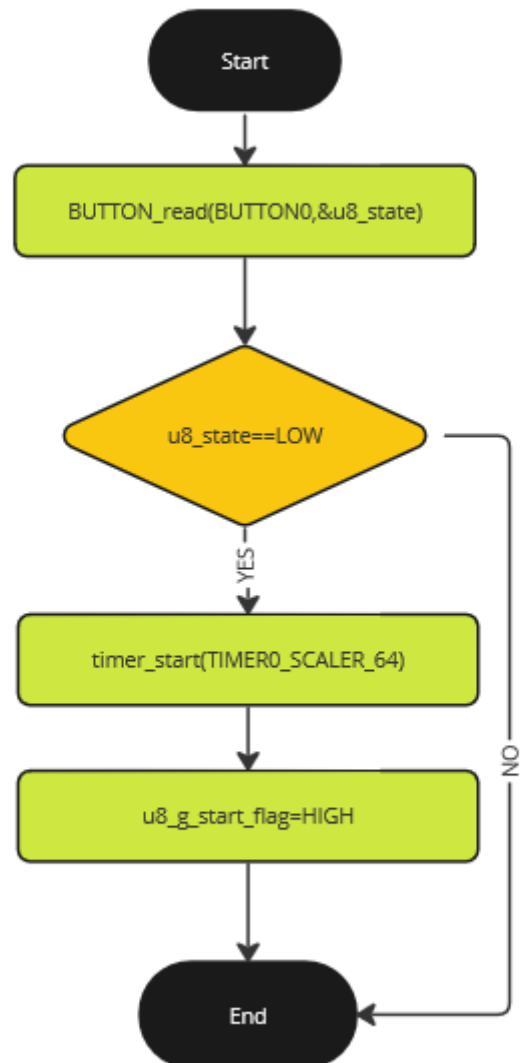 Start
BUTTON_read(BUTTON0,&u8_state)
u8_state==LOW
YES
timer_start(TIMER0_SCALER_64)
NO
u8_g_start_flag=HIGH
End